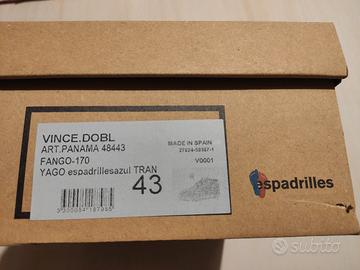 VINCE.DOBL
ART.PANAMA 48443
FANGO-170
YAGO espadrillesazul TRAN
43
MADE IN SPAIN
V0001
espadrilles
subito